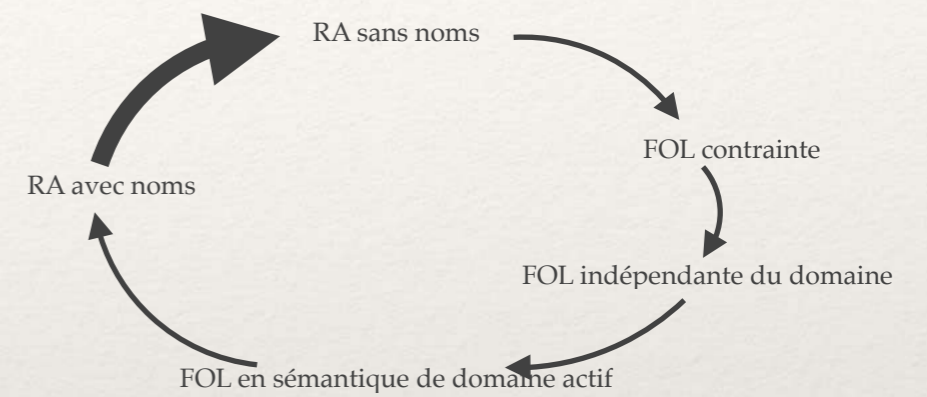 RA sans noms
FOL contrainte
RA avec noms
FOL indépendante du domaine
FOL en sémantique de domaine actif